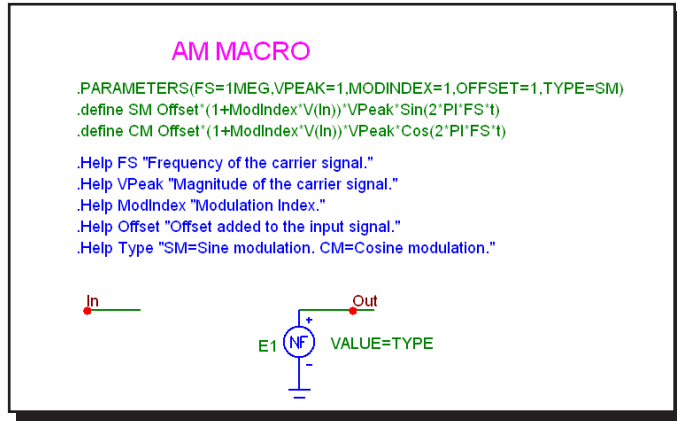 AM MACRO
.PARAMETERS(FS=1MEG,VPEAK=1,MODINDEX=1,OFFSET=1,TYPE=SM)
.define SM Offset*(1+ModIndex*V(In))*VPeak*Sin(2*PI*FS*t)
.define CM Offset*(1+ModIndex*V(In))*VPeak*Cos(2*PI*FS*t)
.Help FS "Frequency of the carrier signal."
.Help VPeak "Magnitude of the carrier signal."
.Help ModIndex "Modulation Index."
.Help Offset "Offset added to the input signal."
.Help Type "SM=Sine modulation. CM=Cosine modulation."
In
Out
+
E1 NF VALUE=TYPE
-